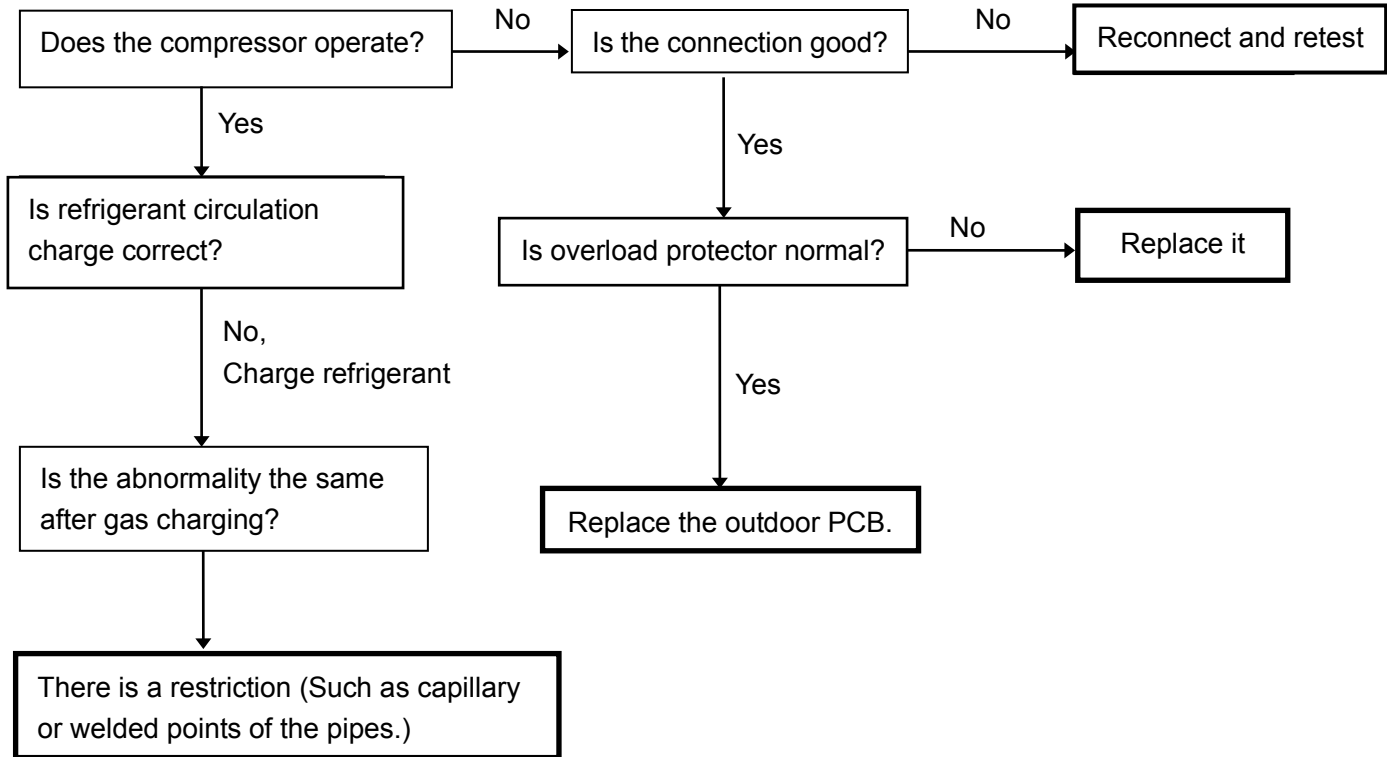 Does the compressor operate?
No
Is the connection good?
No
Reconnect and retest
Yes
Yes
Is refrigerant circulation
charge correct?
Is overload protector normal?
No
Replace it
No,
Charge refrigerant
Yes
Is the abnormality the same
after gas charging?
Replace the outdoor PCB.
There is a restriction (Such as capillary
or welded points of the pipes.)